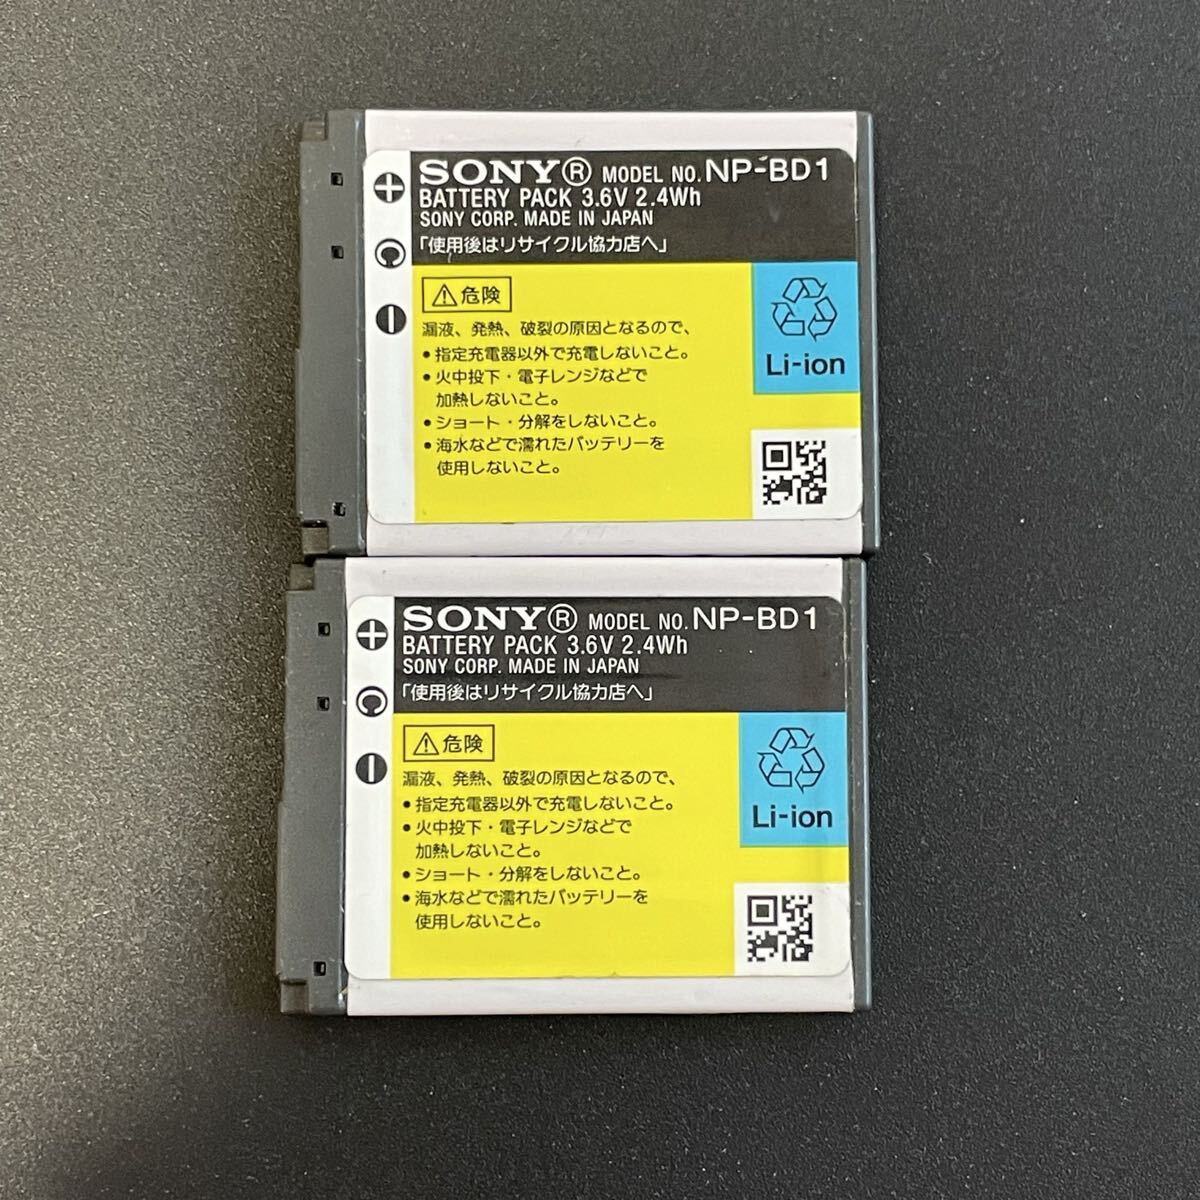 SONY® MODEL NO. NP-BD1
BATTERY PACK 3.6V 2.4Wh
SONY CORP. MADE IN JAPAN
「使用後はリサイクル協力店へ」
+
C
−
⚠危険
漏液、発熱、破裂の原因となるので、
•指定充電器以外で充電しないこと。
•火中投下・電子レンジなどで
加熱しないこと。
•ショート・分解をしないこと。
•海水などで濡れたバッテリーを
使用しないこと。
Li-ion
SONY® MODEL NO. NP-BD1
BATTERY PACK 3.6V 2.4Wh
SONY CORP. MADE IN JAPAN
「使用後はリサイクル協力店へ」
+
C
−
⚠危険
漏液、発熱、破裂の原因となるので、
•指定充電器以外で充電しないこと。
•火中投下・電子レンジなどで
加熱しないこと。
•ショート・分解をしないこと。
•海水などで濡れたバッテリーを
使用しないこと。
Li-ion